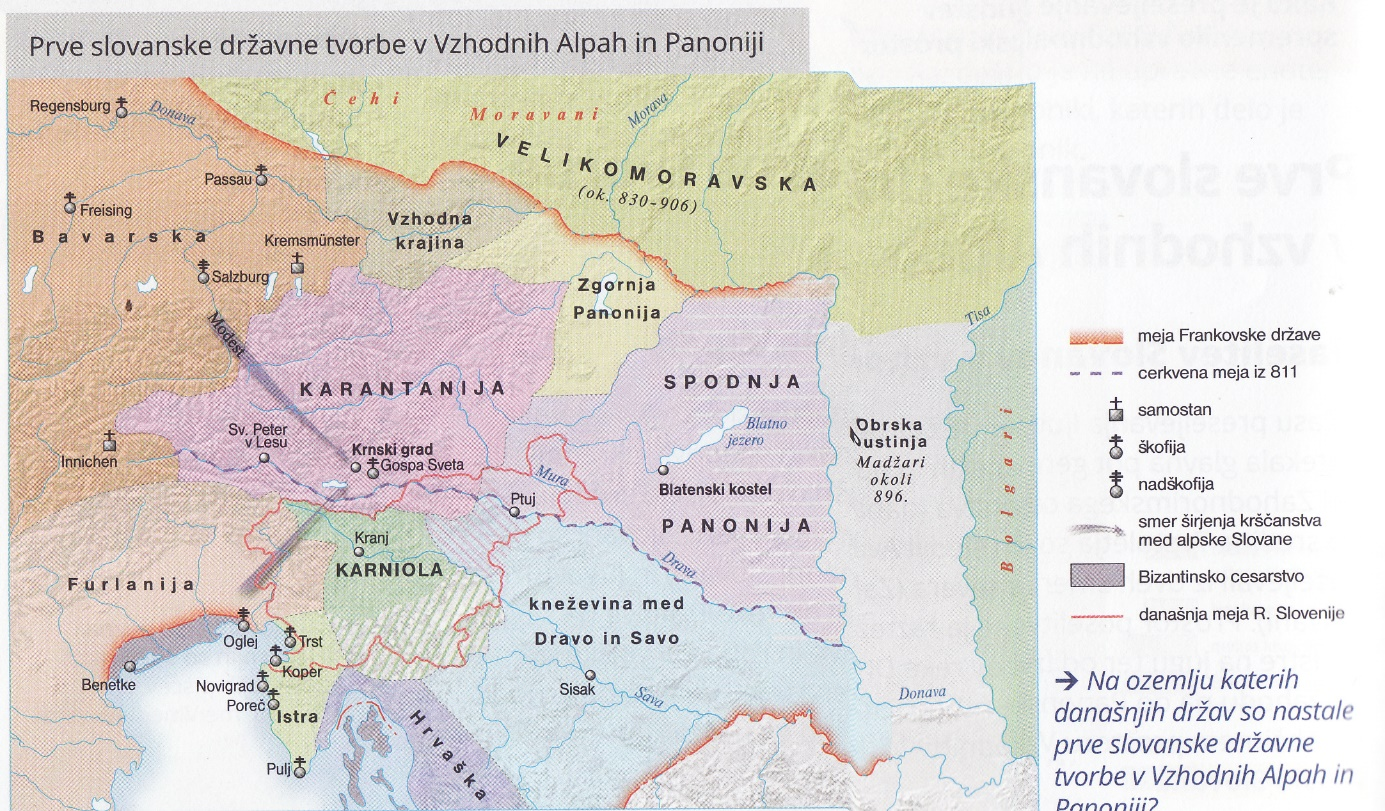 Prve slovanske državne tvorbe v Vzhodnih Alpah in Panoniji
Regensburg
Donava
Čehi
Moravani
Morava
VELIKOMORAVSKA
(ok. 830-906)
Passau
Freising
Bavarska
Vzhodna
krajina
Kremsmünster
Salzburg
Zgornja
Panonija
Modest
Tisa
KARANTANIJA
SPODNJA
Blatno
jezero
Obrska
Madžari
okoli
896.
Bolgari
Sv. Peter
v Lesu
Krnski grad
Gospa Sveta
Innichen
Mura
Ptuj
Blatenski kostel
PANONIJA
Kranj
KARNIOLA
Drava
Furlanija
kneževina med
Dravo in Savo
Oglej
Trst
Koper
Benetke
Novigrad
Poreč
Istra
Sisak
Sava
Donava
Hrvaška
Pulj
meja Frankovske države
cerkvena meja iz 811
samostan
škofija
nadškofija
smer širjenja krščanstva
med alpske Slovane
Bizantinsko cesarstvo
današnja meja R. Slovenije
➔ Na ozemlju katerih
današnjih držav so nastale
prve slovanske državne
tvorbe v Vzhodnih Alpah in
Panoniji?